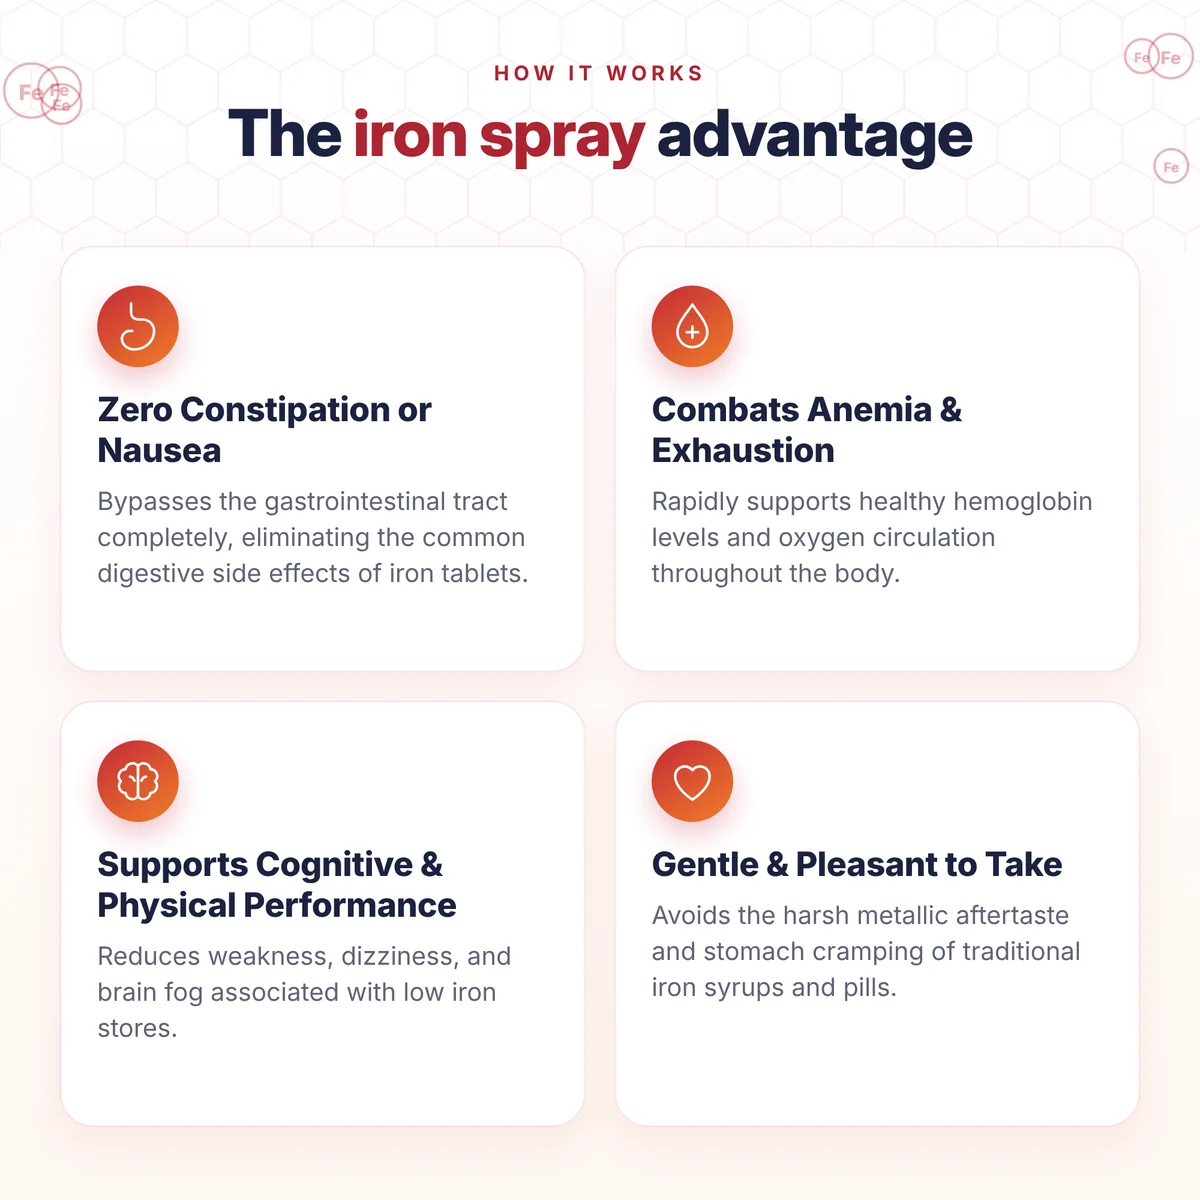 HOW IT WORKS
The iron spray advantage
Fe
Fe
Fe
Fe
Fe
Fe
Zero Constipation or
Nausea
Bypasses the gastrointestinal tract
completely, eliminating the common
digestive side effects of iron tablets.
Combats Anemia &
Exhaustion
Rapidly supports healthy hemoglobin
levels and oxygen circulation
throughout the body.
Supports Cognitive &
Physical Performance
Reduces weakness, dizziness, and
brain fog associated with low iron
stores.
Gentle & Pleasant to Take
Avoids the harsh metallic aftertaste
and stomach cramping of traditional
iron syrups and pills.